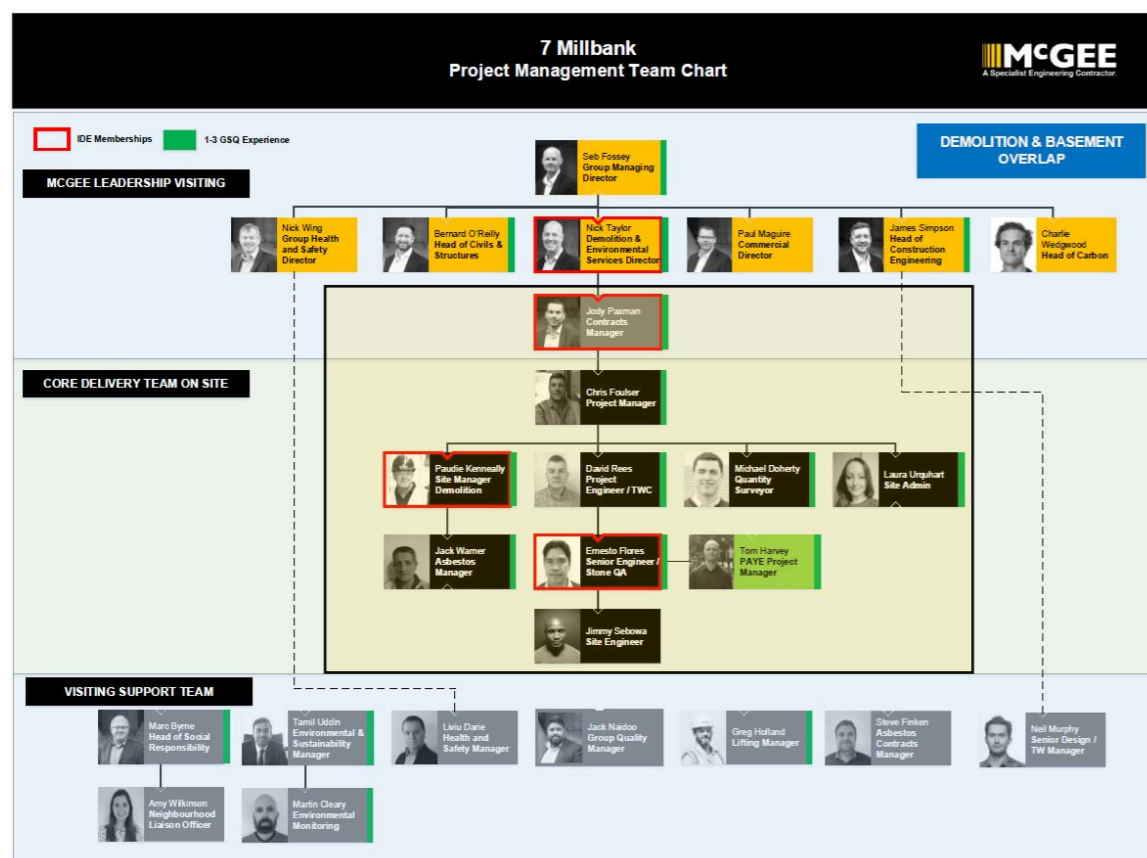 7 Millbank
Project Management Team Chart
McGEE
A Specialist Engineering Contractor.
IDE Memberships
1-3 GSQ Experience
DEMOLITION & BASEMENT
OVERLAP
MCGEE LEADERSHIP VISITING
Seb Fossey
Group Managing
Director
Nick Wing
Group Health
and Safety
Director
Bernard O'Reilly
Head of Civils &
Structures
Nick Taylor
Demolition &
Environmental
Services Director
Paul Maguire
Commercial
Director
James Simpson
Head of
Construction
Engineering
Charlie
Wedgwood
Head of Carbon
Jody Paxman
Contracts
Manager
CORE DELIVERY TEAM ON SITE
Chris Foulser
Project Manager
Paudie Kenneally
Site Manager
Demolition
David Rees
Project
Engineer / TWC
Michael Doherty
Quantity
Surveyor
Laura Urquhart
Site Admin
Jack Warner
Asbestos
Manager
Ernesto Flores
Senior Engineer /
Stone QA
Tom Harvey
PAYE Project
Manager
Jimmy Sebowa
Site Engineer
VISITING SUPPORT TEAM
Marc Byrne
Head of Social
Responsibility
Tamil Uddin
Environmental &
Sustainability
Manager
Liviu Darie
Health and
Safety Manager
Jack Naidoo
Group Quality
Manager
Greg Holland
Lifting Manager
Steve Finken
Asbestos
Contracts
Manager
Neil Murphy
Senior Design /
TW Manager
Amy Wilkinson
Neighbourhood
Liaison Officer
Martin Cleary
Environmental
Monitoring